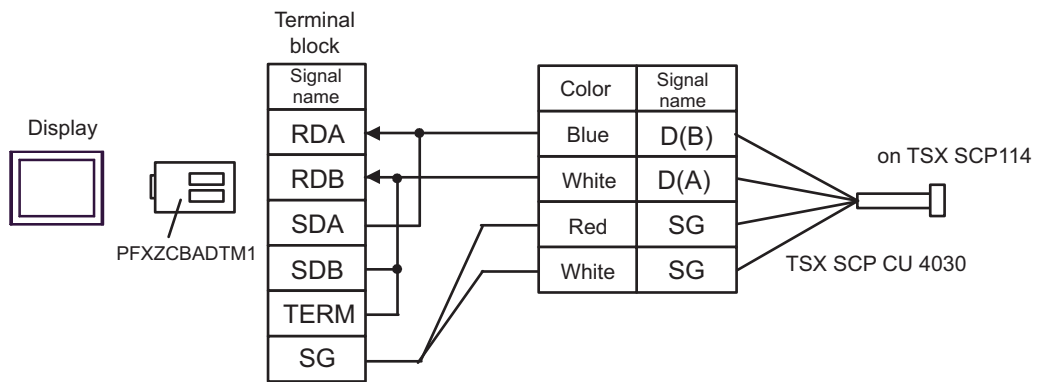 Terminal
block
Signal
name
RDA
RDB
SDA
SDB
TERM
SG
Display
PFXZCBADTM1
Color
Signal
name
Blue
D(B)
White
D(A)
Red
SG
White
SG
on TSX SCP114
TSX SCP CU 4030